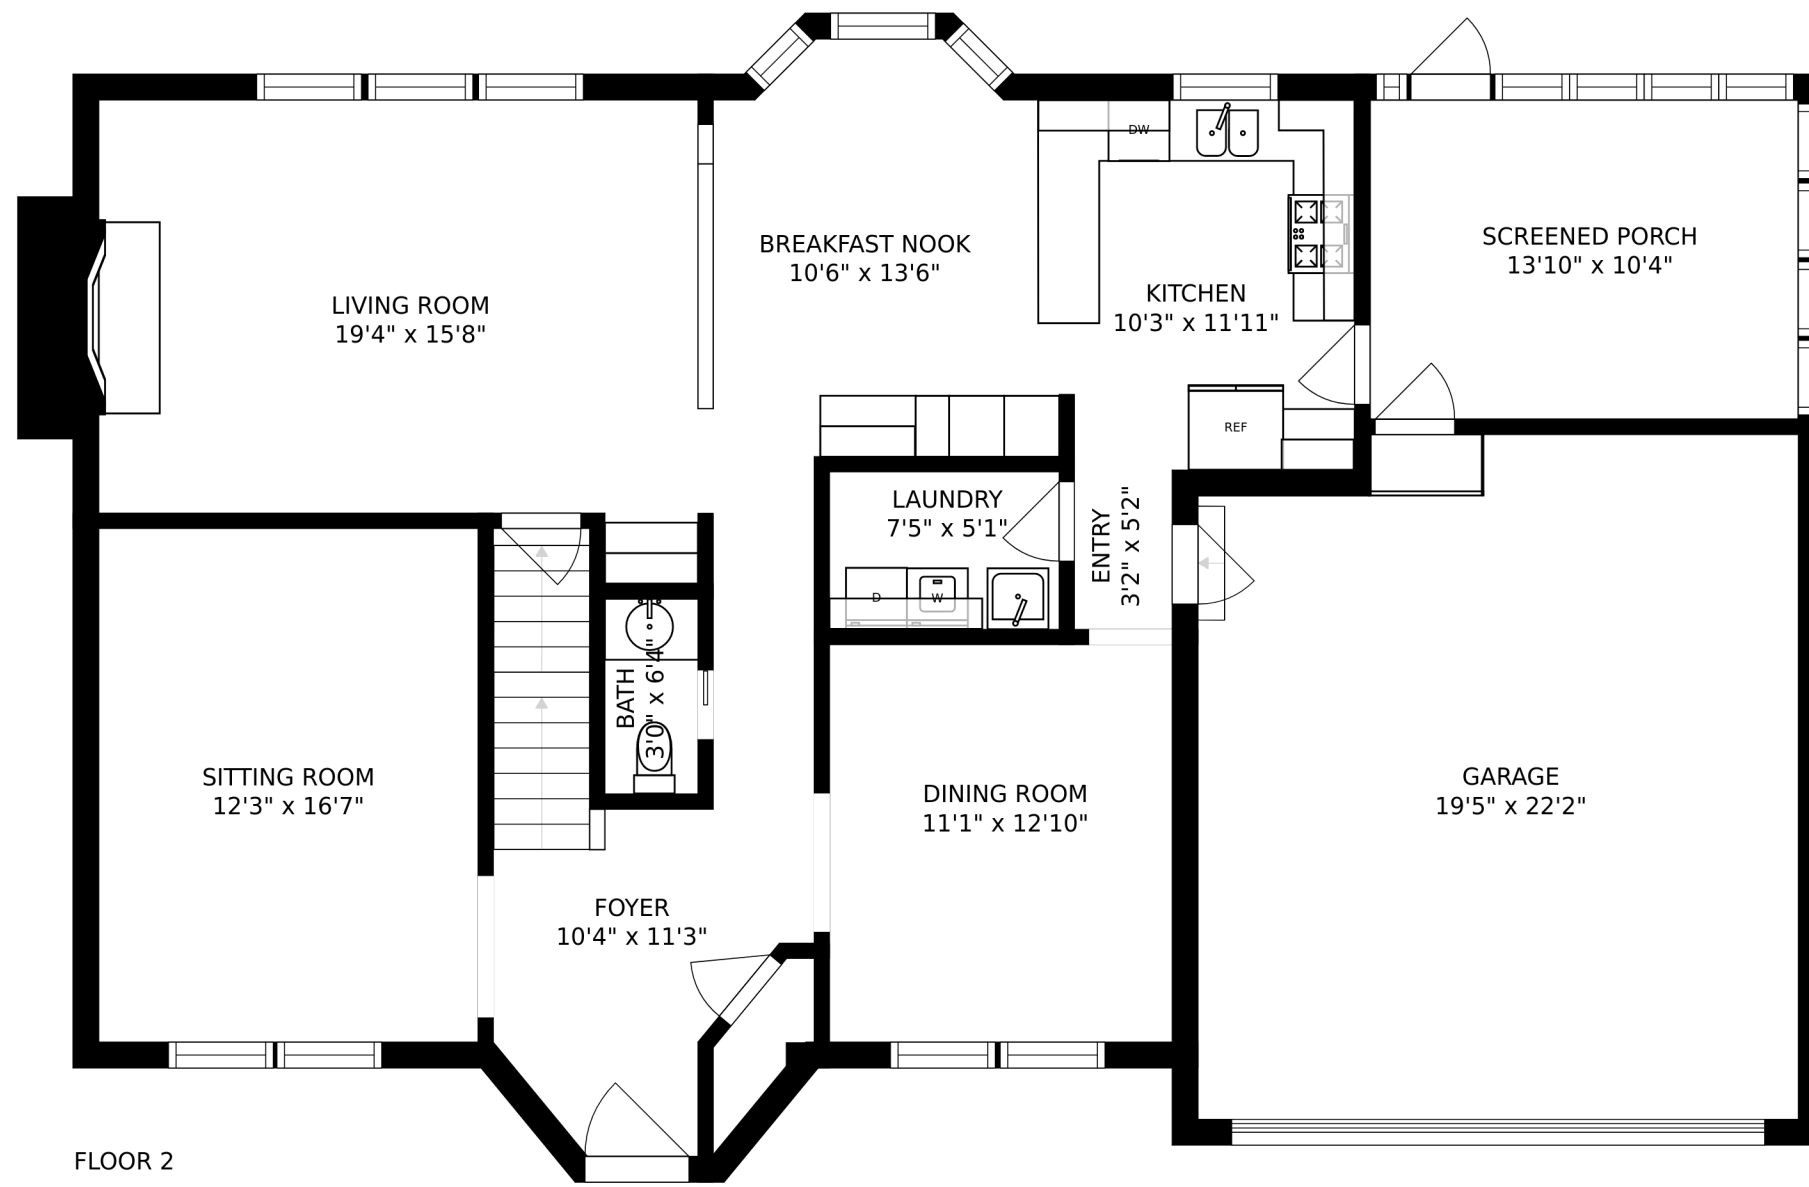 DW
BREAKFAST NOOK
10'6" x 13'6"
SCREENED PORCH
13'10" x 10'4"
LIVING ROOM
19'4" x 15'8"
KITCHEN
10'3" x 11'11"
REF
LAUNDRY
7'5" x 5'1"
ENTRY
3'2" x 5'2"
D
W
BATH
3'0" x 6'4"
SITTING ROOM
12'3" x 16'7"
DINING ROOM
11'1" x 12'10"
GARAGE
19'5" x 22'2"
FOYER
10'4" x 11'3"
FLOOR 2